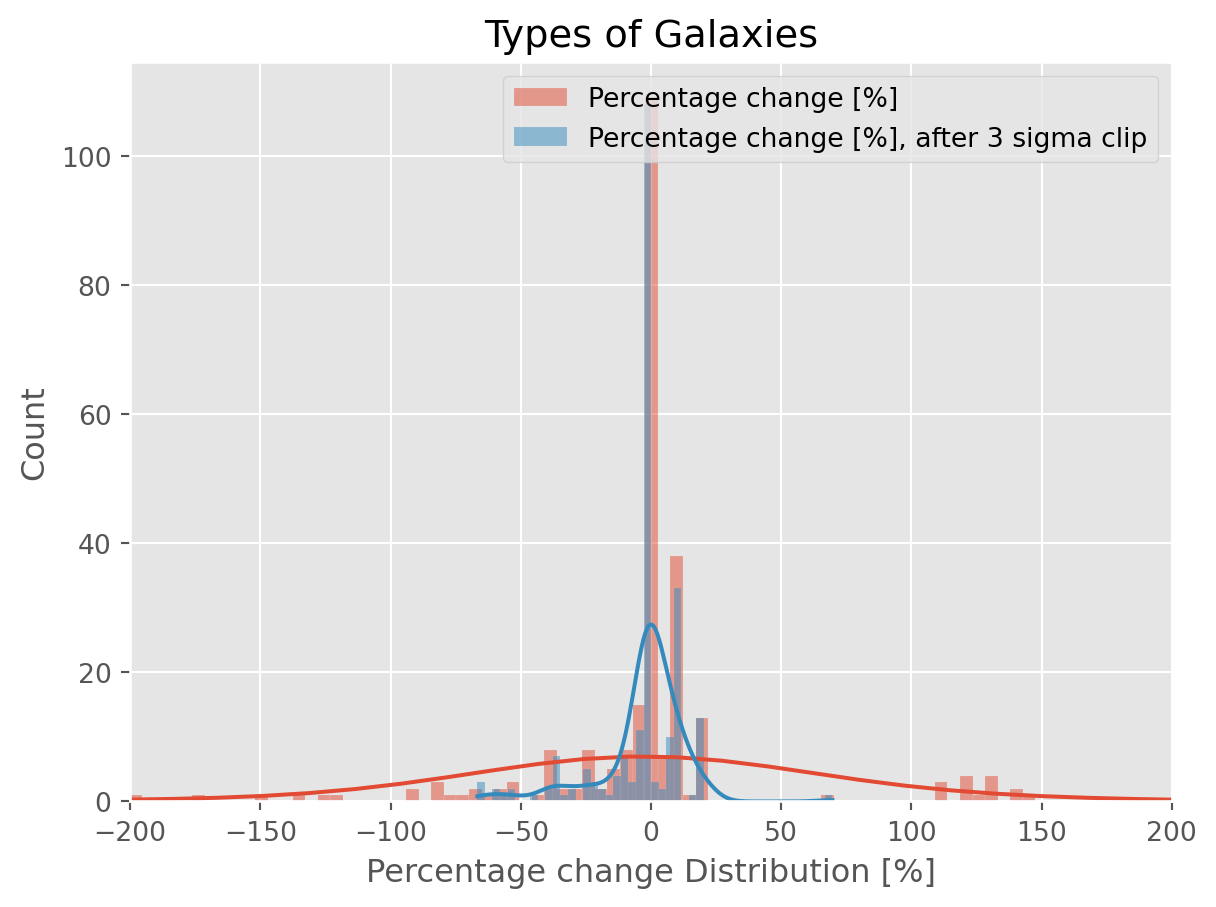 Types of Galaxies
Percentage change [%]
Percentage change [%], after 3 sigma clip
100
80
60
40
20
0
Count
−200 −150 −100 −50 0 50 100 150 200
Percentage change Distribution [%]